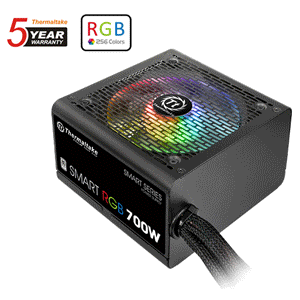 Thermaltake
5 YEAR
WARRANTY
RGB
256 Colors
Thermaltake
SMART SERIES
SMART RGB 700W